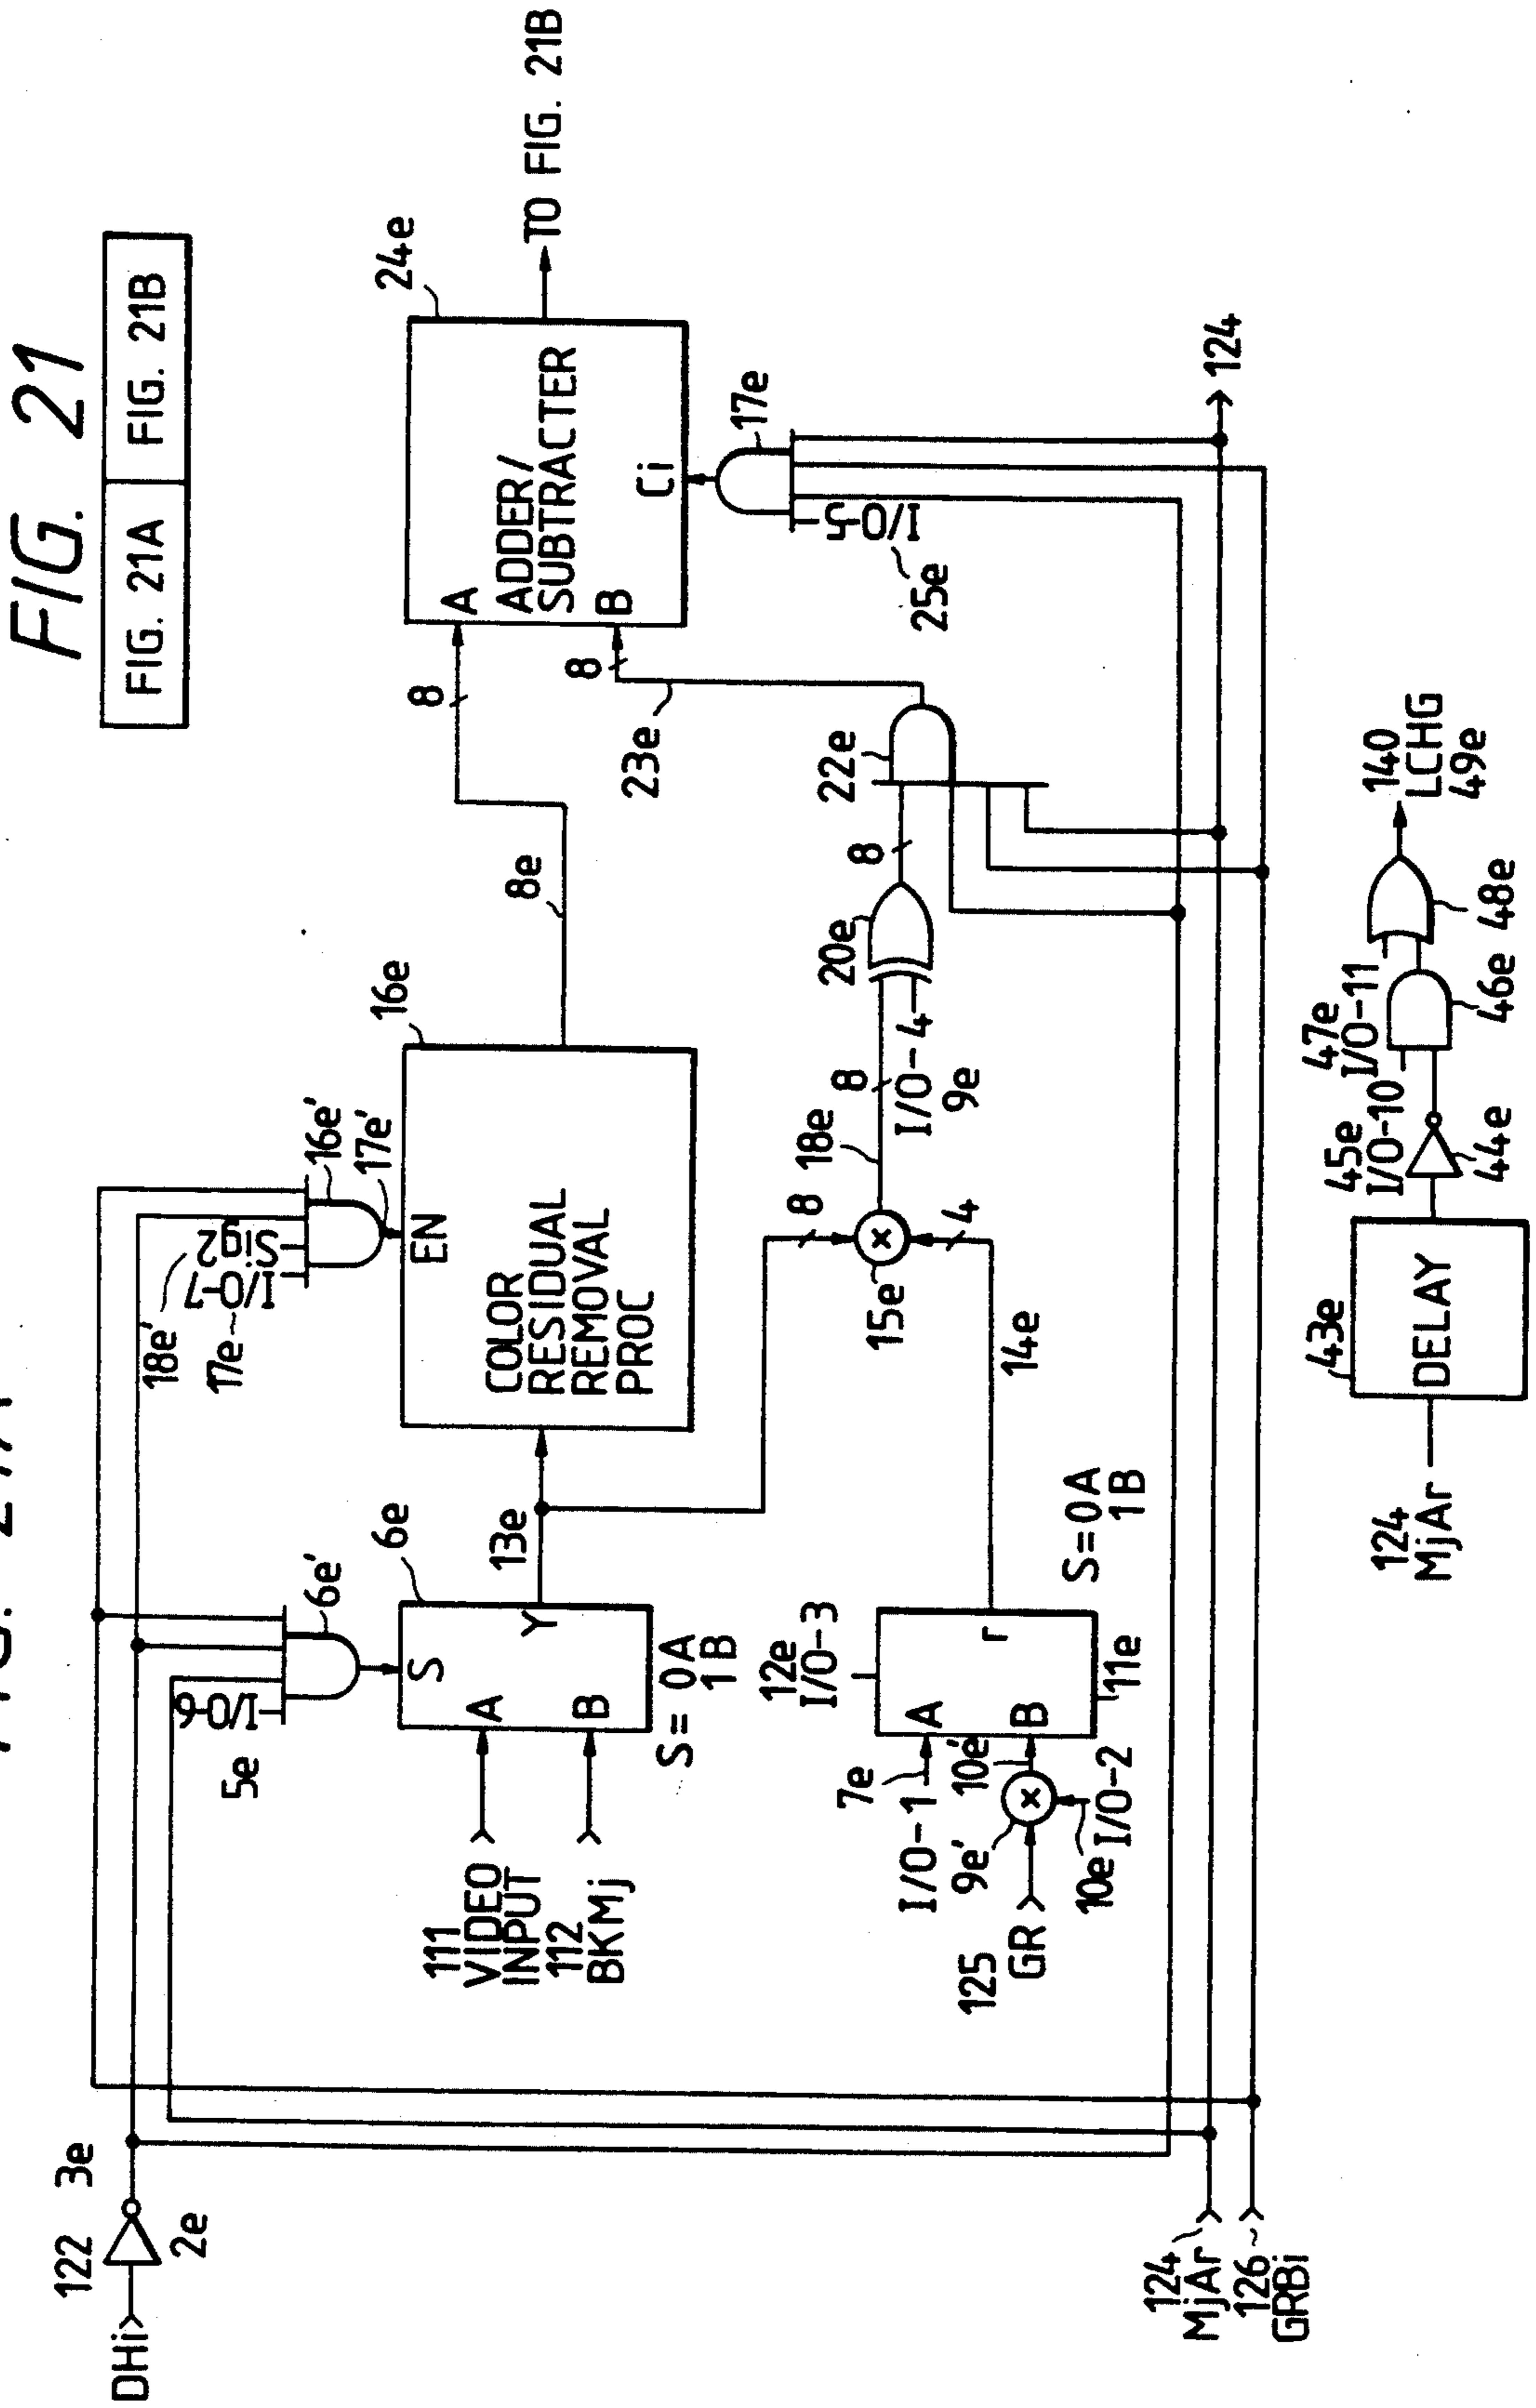 FIG. 21
FIG. 21A FIG. 21B
DHi
122
3e
2e
I/O-6
5e
6e'
18e'
Sig2
I/O-7
17e
16e'
17e'
111
VIDEO
INPUT
112
BKMj
S
A
B
Y
6e
S = 0A
1B
13e
EN
COLOR
RESIDUAL
REMOVAL
PROC
16e
8e
8
A
ADDER/
SUBTRACTER
B
Ci
24e
TO FIG. 21B
8
23e
17e
I/O-5
25e
125
GR
9e'
10e
I/O-2
10e'
7e
I/O-1
12e
I/O-3
A
B
r
11e
S=0A
1B
14e
4
8
15e
18e
8
I/O-4
9e
20e
8
22e
124
124
MjAr
126
GRBi
124
MjAr
43e
DELAY
44e
45e
I/O-10
46e
47e
I/O-11
48e
140
LCHG
49e